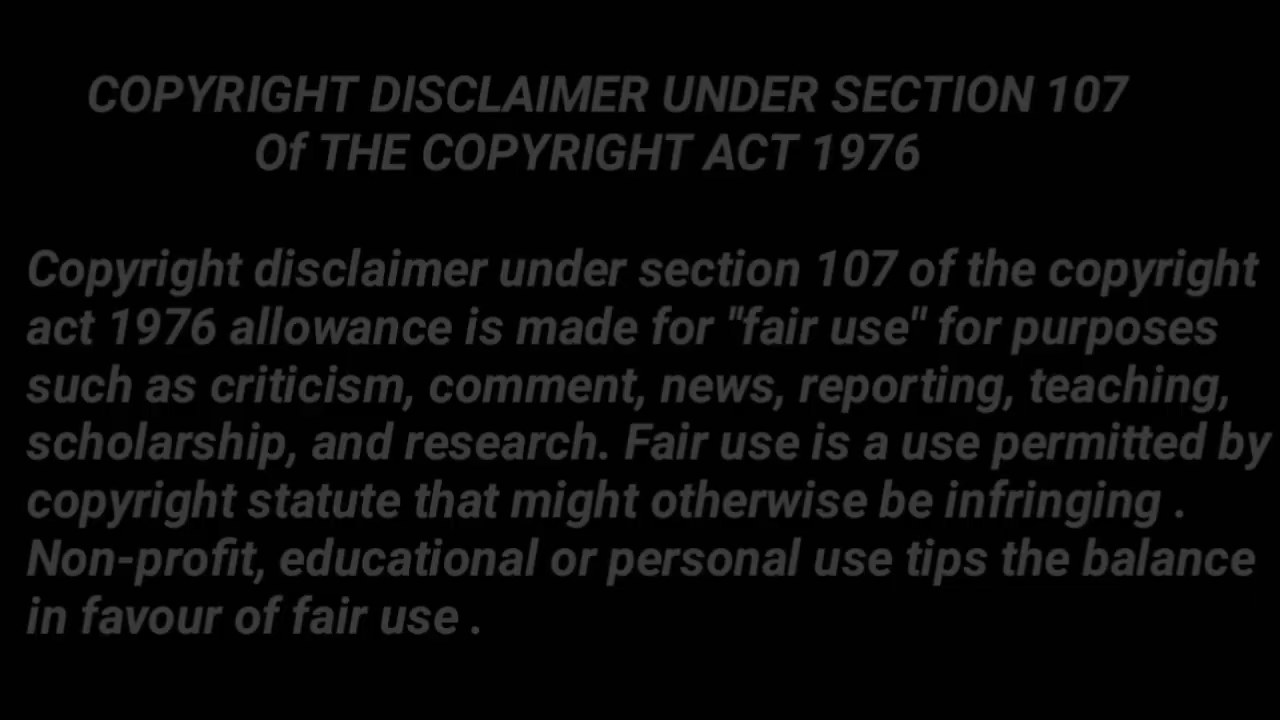 COPYRIGHT DISCLAIMER UNDER SECTION 107
Of THE COPYRIGHT ACT 1976
Copyright disclaimer under section 107 of the copyright
act 1976 allowance is made for "fair use" for purposes
such as criticism, comment, news, reporting, teaching,
scholarship, and research. Fair use is a use permitted by
copyright statute that might otherwise be infringing .
Non-profit, educational or personal use tips the balance
in favour of fair use .